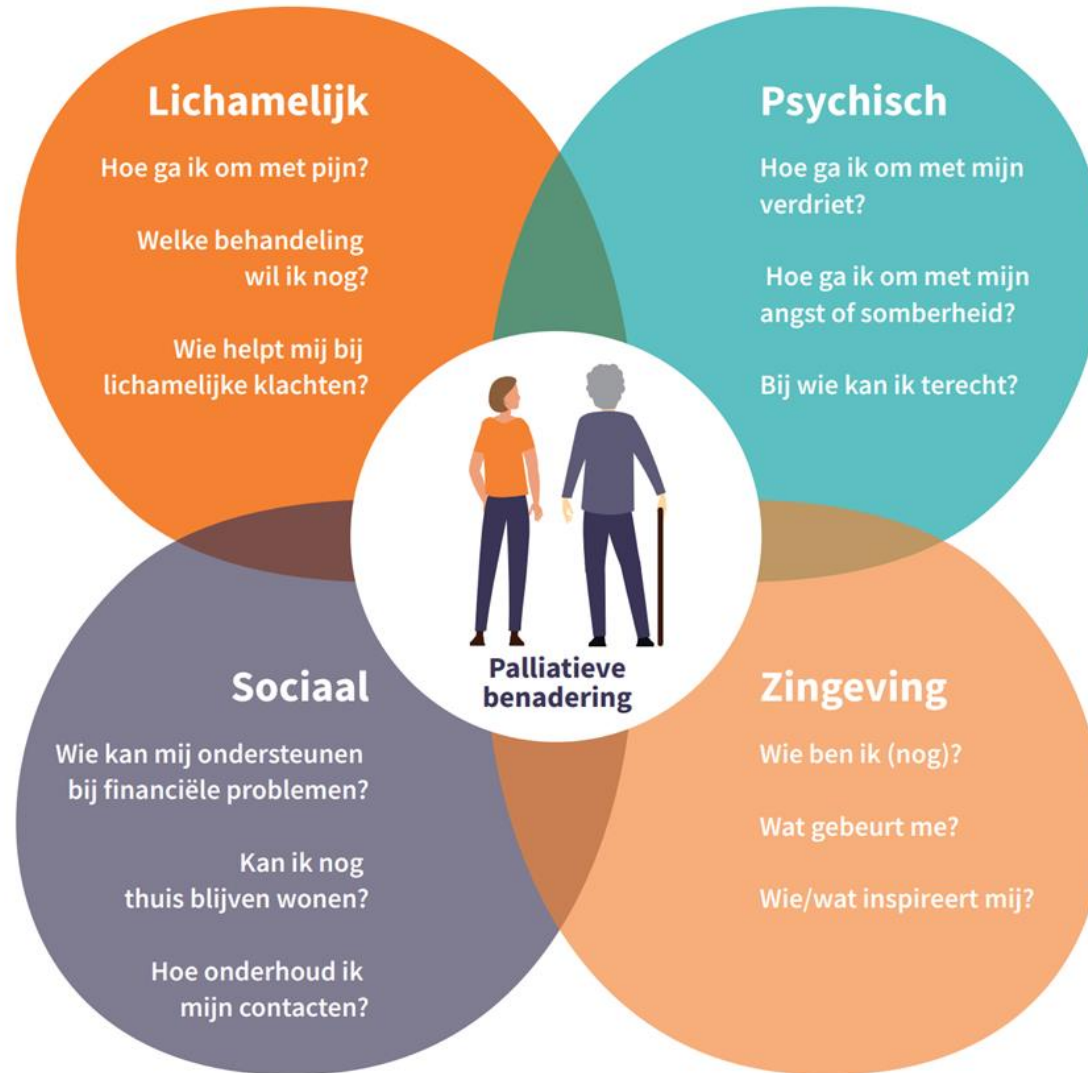 Lichamelijk
Hoe ga ik om met pijn?
Welke behandeling
wil ik nog?
Wie helpt mij bij
lichamelijke klachten?
Psychisch
Hoe ga ik om met mijn
verdriet?
Hoe ga ik om met mijn
angst of somberheid?
Bij wie kan ik terecht?
Palliatieve
benadering
Sociaal
Wie kan mij ondersteunen
bij financiële problemen?
Kan ik nog
thuis blijven wonen?
Hoe onderhoud ik
mijn contacten?
Zingeving
Wie ben ik (nog)?
Wat gebeurt me?
Wie/wat inspireert mij?